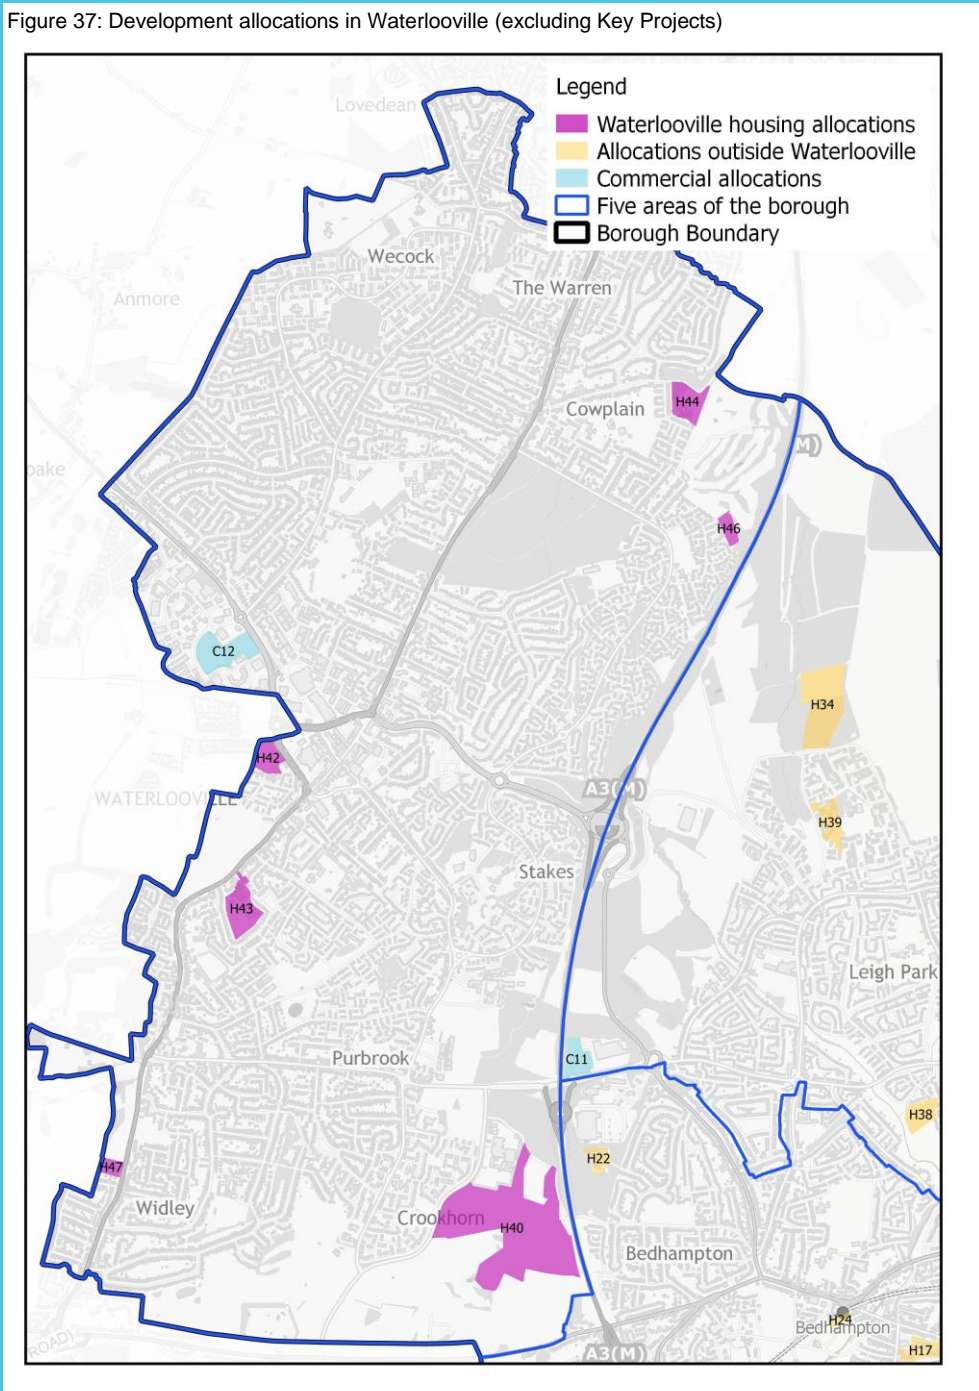 Figure 37: Development allocations in Waterlooville (excluding Key Projects)
Legend
Waterlooville housing allocations
Allocations outiside Waterlooville
Commercial allocations
Five areas of the borough
Borough Boundary
Lovedean
Wecock
The Warren
Anmore
H44
Cowplain
M)
oake
H46
C12
H34
H42
A3(M)
WATERLOOVILLE
H39
Stakes
H43
Leigh Park
Purbrook
C11
H38
H22
H47
Widley
Crookhorn
H40
Bedhampton
H24
Bedhampton
ROAD)
A3(M)
H17